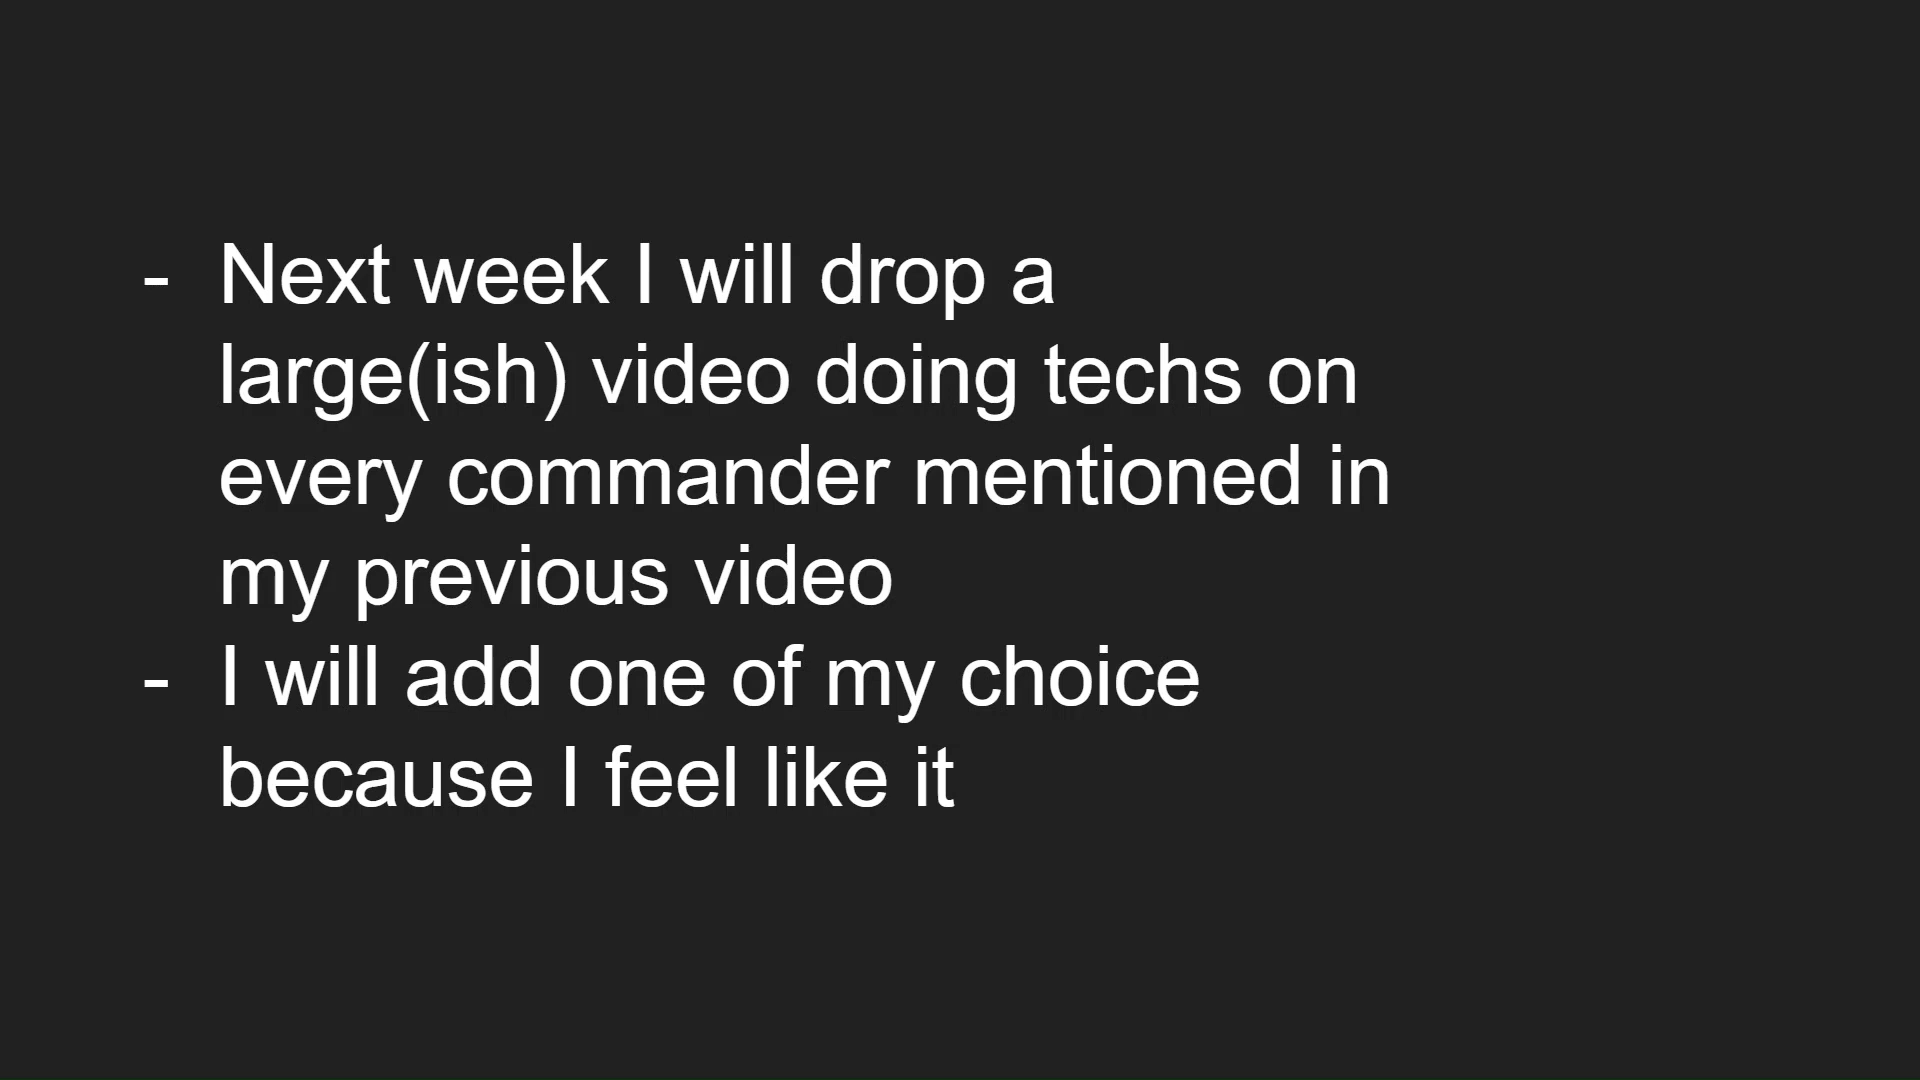 - Next week I will drop a
large(ish) video doing techs on
every commander mentioned in
my previous video
- I will add one of my choice
because I feel like it